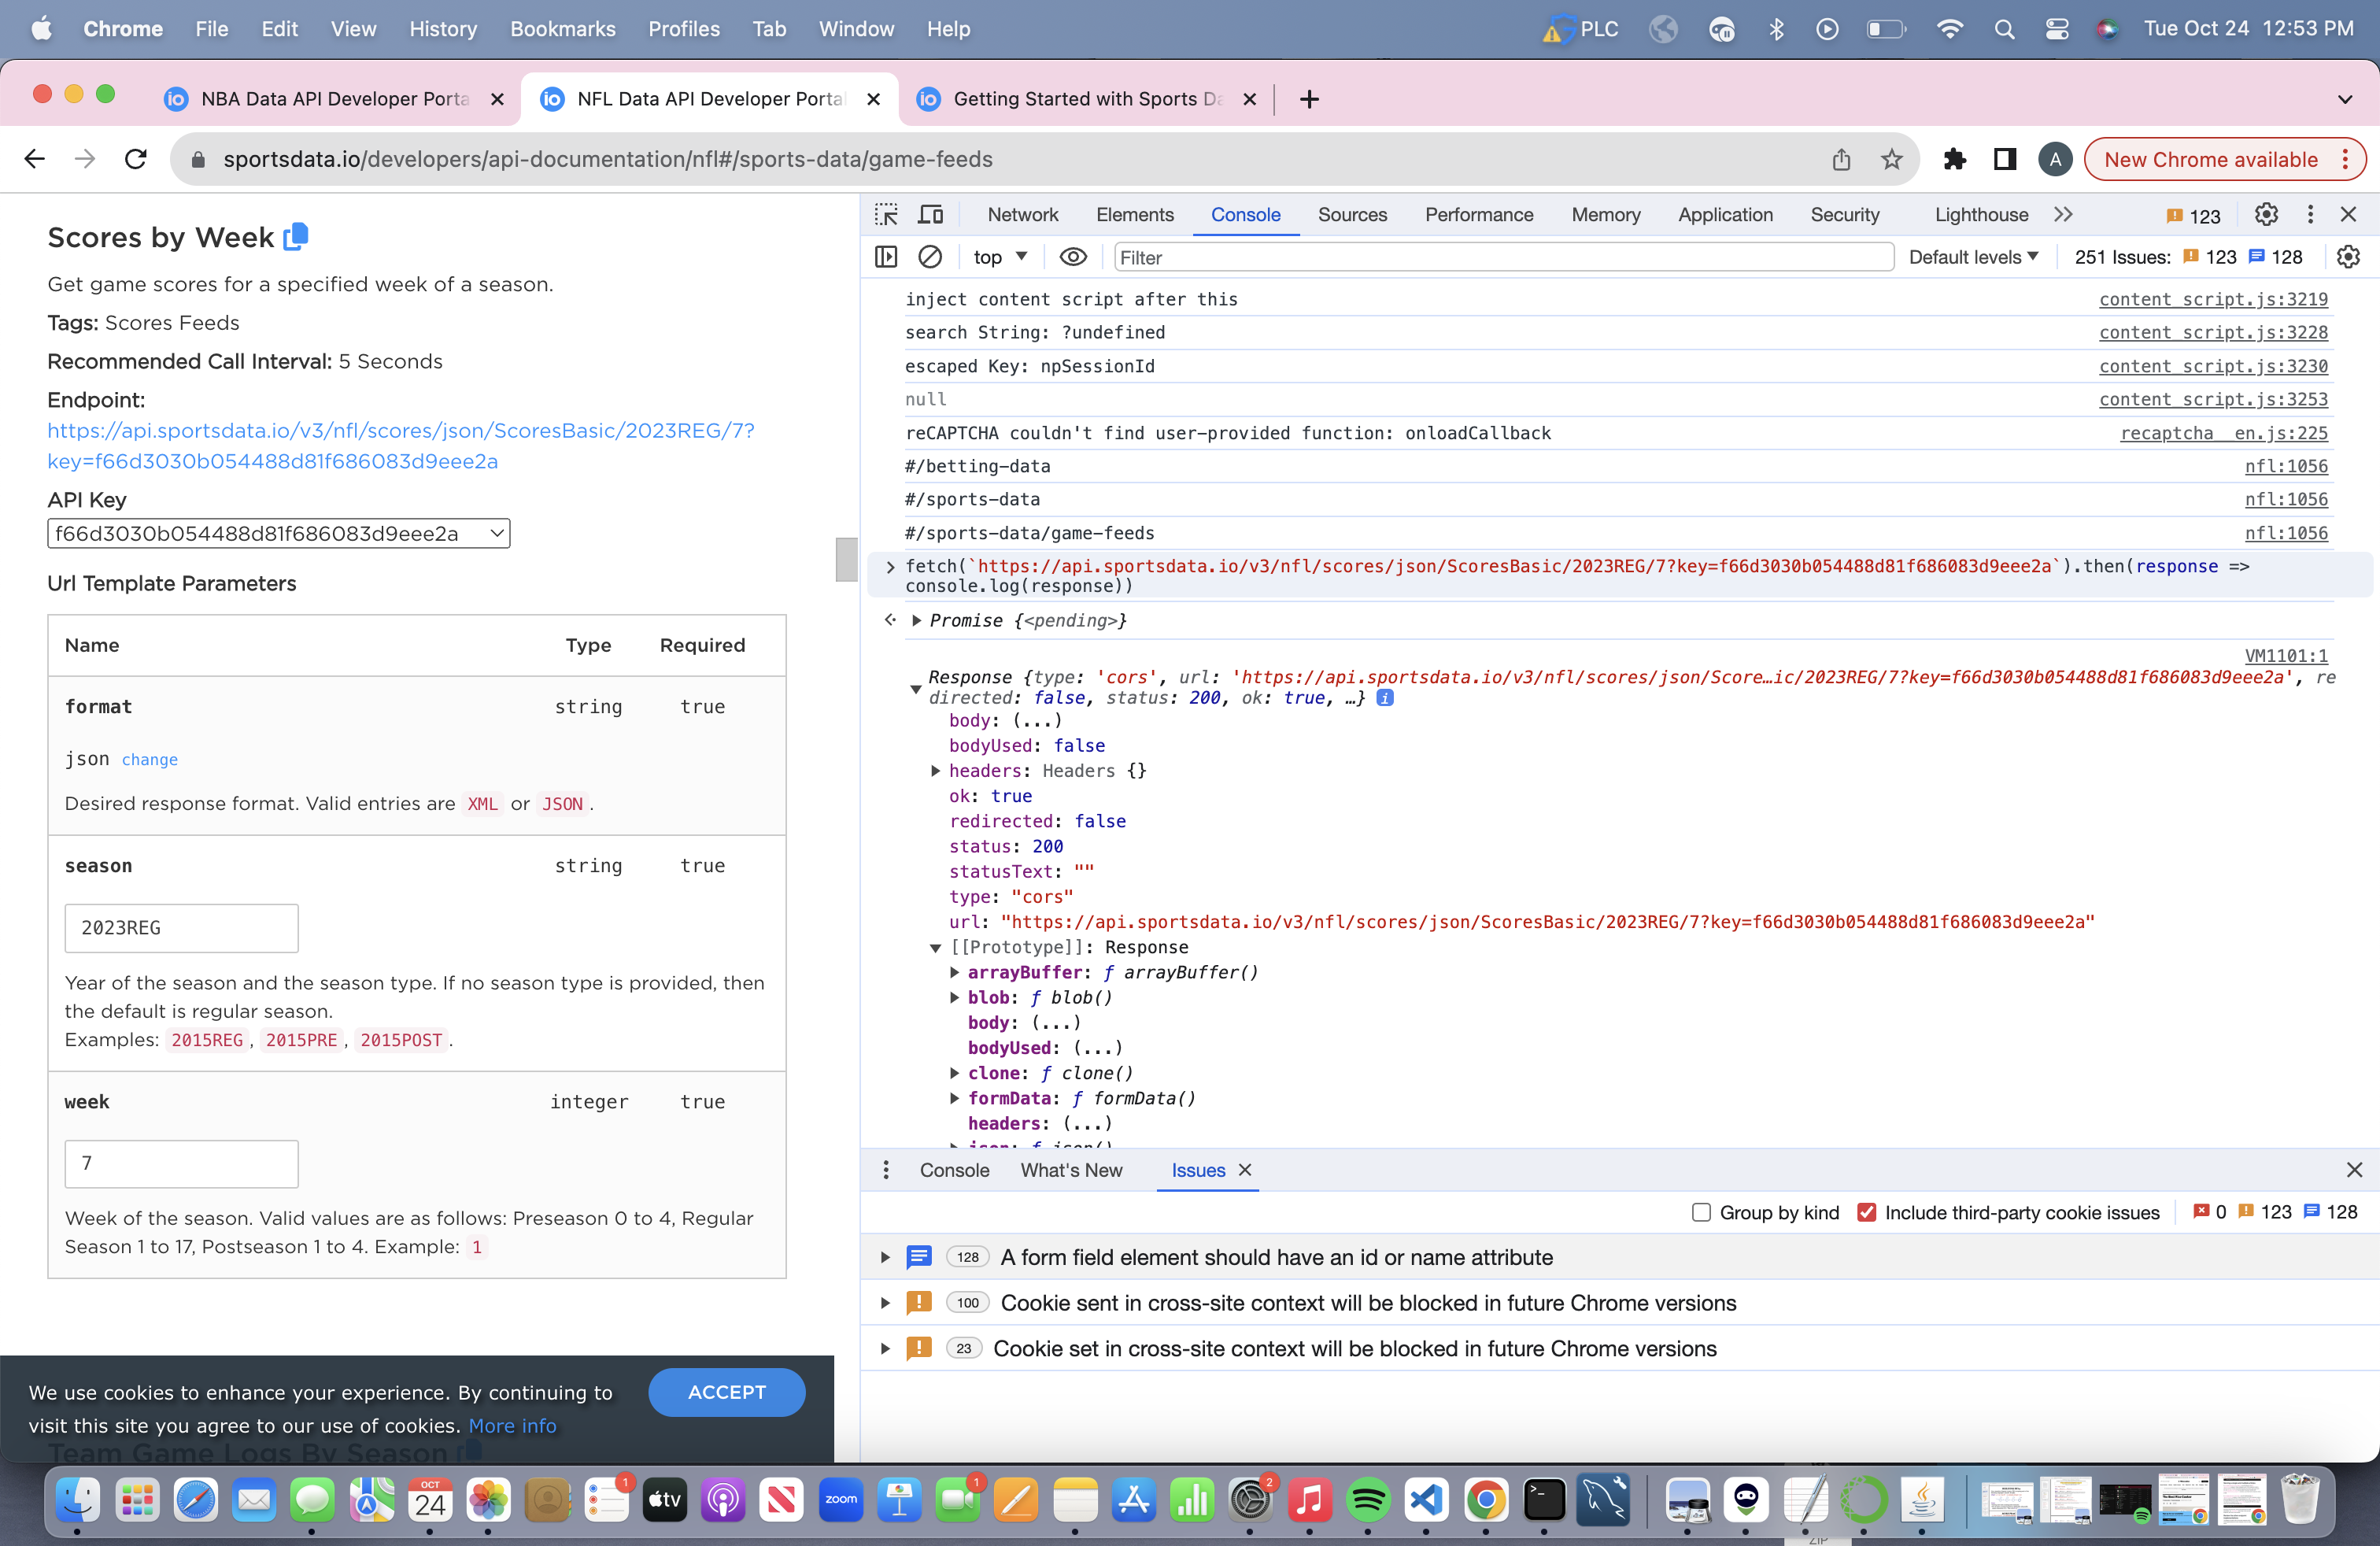 Chrome File Edit View History Bookmarks Profiles Tab Window Help PLC Tue Oct 24 12:53 PM
NBA Data API Developer Porta NFL Data API Developer Portal Getting Started with Sports Da
sportsdata.io/developers/api-documentation/nfl#/sports-data/game-feeds A New Chrome available
Scores by Week
Get game scores for a specified week of a season.
Tags: Scores Feeds
Recommended Call Interval: 5 Seconds
Endpoint:
https://api.sportsdata.io/v3/nfl/scores/json/ScoresBasic/2023REG/7?
key=f66d3030b054488d81f686083d9eee2a
API Key
f66d3030b054488d81f686083d9eee2a
Url Template Parameters
Name Type Required
format string true
json change
Desired response format. Valid entries are XML or JSON .
season string true
2023REG
Year of the season and the season type. If no season type is provided, then
the default is regular season.
Examples: 2015REG , 2015PRE , 2015POST .
week integer true
7
Week of the season. Valid values are as follows: Preseason 0 to 4, Regular
Season 1 to 17, Postseason 1 to 4. Example: 1
We use cookies to enhance your experience. By continuing to
visit this site you agree to our use of cookies. More info
ACCEPT
Team Game Logs By Season
Network Elements Console Sources Performance Memory Application Security Lighthouse 123
top Filter Default levels 251 Issues: 123 128
inject content script after this content_script.js:3219
search String: ?undefined content_script.js:3228
escaped Key: npSessionId content_script.js:3230
null content_script.js:3253
reCAPTCHA couldn't find user-provided function: onloadCallback recaptcha__en.js:225
#/betting-data nfl:1056
#/sports-data nfl:1056
#/sports-data/game-feeds nfl:1056
fetch(`https://api.sportsdata.io/v3/nfl/scores/json/ScoresBasic/2023REG/7?key=f66d3030b054488d81f686083d9eee2a`).then(response =>
console.log(response))
Promise {<pending>}
VM1101:1
Response {type: 'cors', url: 'https://api.sportsdata.io/v3/nfl/scores/json/Score…ic/2023REG/7?key=f66d3030b054488d81f686083d9eee2a', re
directed: false, status: 200, ok: true, …}
body: (...)
bodyUsed: false
headers: Headers {}
ok: true
redirected: false
status: 200
statusText: ""
type: "cors"
url: "https://api.sportsdata.io/v3/nfl/scores/json/ScoresBasic/2023REG/7?key=f66d3030b054488d81f686083d9eee2a"
[[Prototype]]: Response
arrayBuffer: ƒ arrayBuffer()
blob: ƒ blob()
body: (...)
bodyUsed: (...)
clone: ƒ clone()
formData: ƒ formData()
headers: (...)
json: ƒ json()
Console What's New Issues
Group by kind Include third-party cookie issues 0 123 128
128 A form field element should have an id or name attribute
100 Cookie sent in cross-site context will be blocked in future Chrome versions
23 Cookie set in cross-site context will be blocked in future Chrome versions
OCT
24
1
tv
zoom
1
2
ZIP